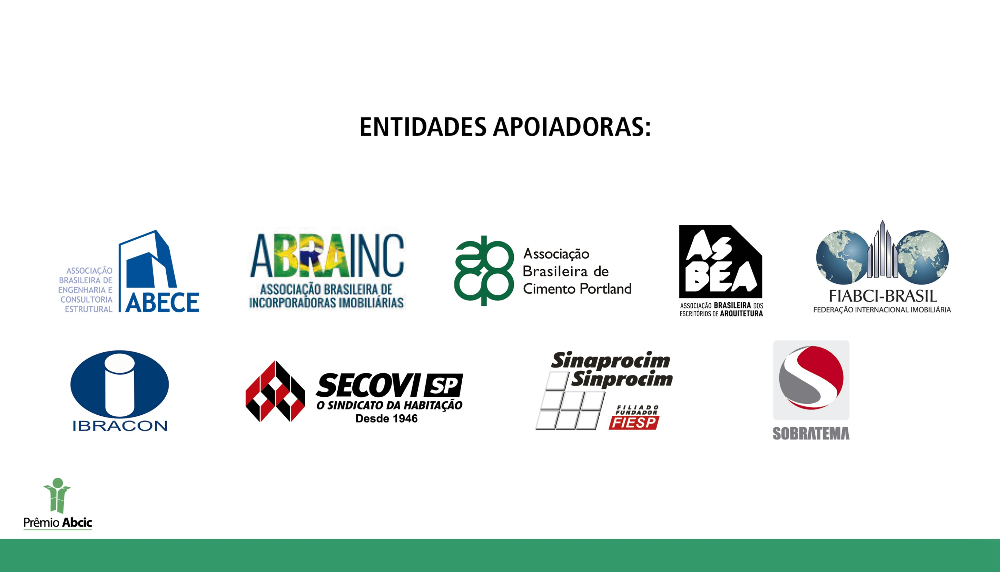 ENTIDADES APOIADORAS:
ASSOCIAÇÃO
BRASILEIRA DE
ENGENHARIA E
CONSULTORIA
ESTRUTURAL
ABECE
ABRAINC
ASSOCIAÇÃO BRASILEIRA DE
INCORPORADORAS IMOBILIÁRIAS
abcp
Associação
Brasileira de
Cimento Portland
AS
BEA
ASSOCIAÇÃO BRASILEIRA DOS
ESCRITÓRIOS DE ARQUITETURA
FIABCI-BRASIL
FEDERAÇÃO INTERNACIONAL IMOBILIÁRIA
IBRACON
SECOVI SP
O SINDICATO DA HABITAÇÃO
Desde 1946
Sinaprocim
Sinprocim
FILIADO
FUNDADOR
FIESP
SOBRATEMA
Prêmio Abcic